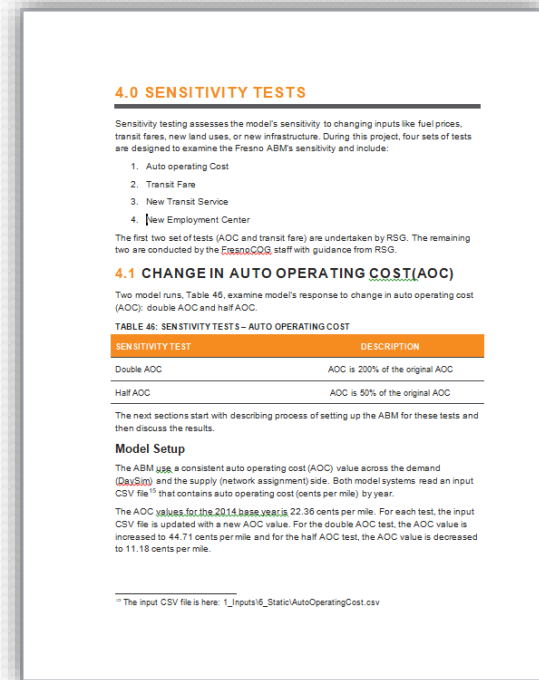 4.0 SENSITIVITY TESTS
Sensitivity testing assesses the model's sensitivity to changing inputs like fuel prices,
transit fares, new land uses, or new infrastructure. During this project, four sets of tests
are designed to examine the Fresno ABM's sensitivity and include:
1. Auto operating Cost
2. Transit Fare
3. New Transit Service
4. New Employment Center
The first two set of tests (AOC and transit fare) are undertaken by RSG. The remaining
two are conducted by the FresnoCOG staff with guidance from RSG.
4.1 CHANGE IN AUTO OPERATING COST(AOC)
Two model runs, Table 46, examine model's response to change in auto operating cost
(AOC): double AOC and half AOC.
TABLE 46: SENSITIVITY TESTS – AUTO OPERATING COST
SENSITIVITY TEST DESCRIPTION
Double AOC AOC is 200% of the original AOC
Half AOC AOC is 50% of the original AOC
The next sections start with describing process of setting up the ABM for these tests and
then discuss the results.
Model Setup
The ABM use a consistent auto operating cost (AOC) value across the demand
(DaySim) and the supply (network assignment) side. Both model systems read an input
CSV file15 that contains auto operating cost (cents per mile) by year.
The AOC values for the 2014 base year is 22.36 cents per mile. For each test, the input
CSV file is updated with a new AOC value. For the double AOC test, the AOC value is
increased to 44.71 cents per mile and for the half AOC test, the AOC value is decreased
to 11.18 cents per mile.
15 The input CSV file is here: 1_Inputs\6_Static\AutoOperatingCost.csv